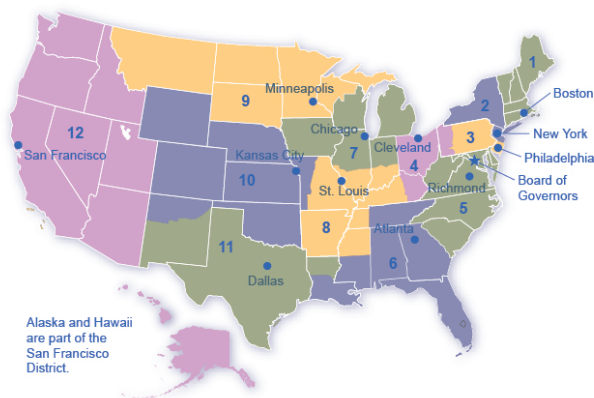 1
Minneapolis
Boston
9
2
Chicago
New York
12
3
Cleveland
San Francisco
Kansas City
7
4
Philadelphia
10
St. Louis
Richmond
Board of
Governors
5
8
Atlanta
11
6
Dallas
Alaska and Hawaii
are part of the
San Francisco
District.